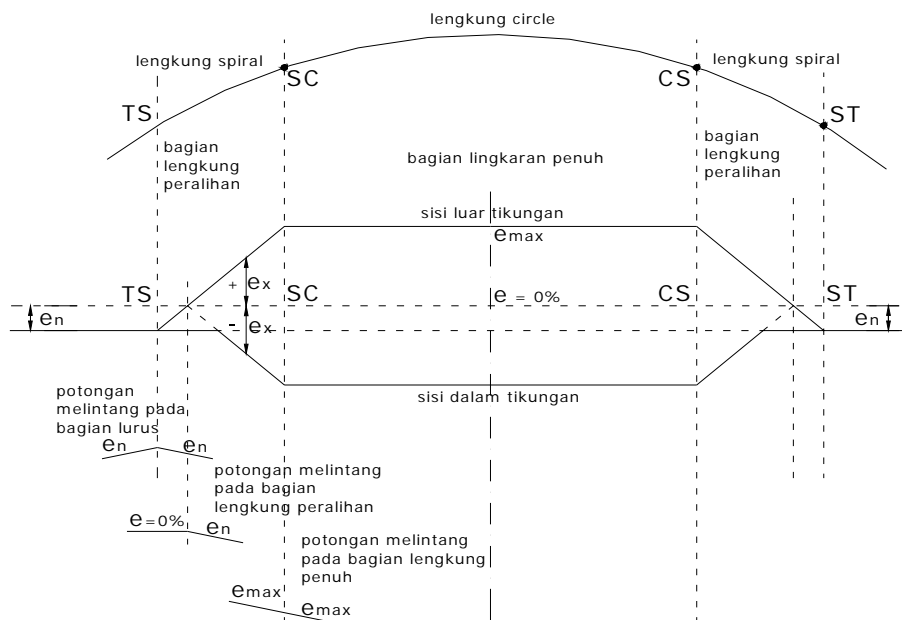 lengkung circle
lengkung spiral
lengkung spiral
SC
CS
TS
ST
bagian
lengkung
peralihan
bagian lingkaran penuh
bagian
lengkung
peralihan
sisi luar tikungan
emax
TS
+ ex
SC
e = 0%
CS
ST
en
- ex
en
sisi dalam tikungan
potongan
melintang pada
bagian lurus
en
en
potongan melintang
pada bagian
lengkung peralihan
e=0%
en
potongan melintang
pada bagian lengkung
penuh
emax
emax